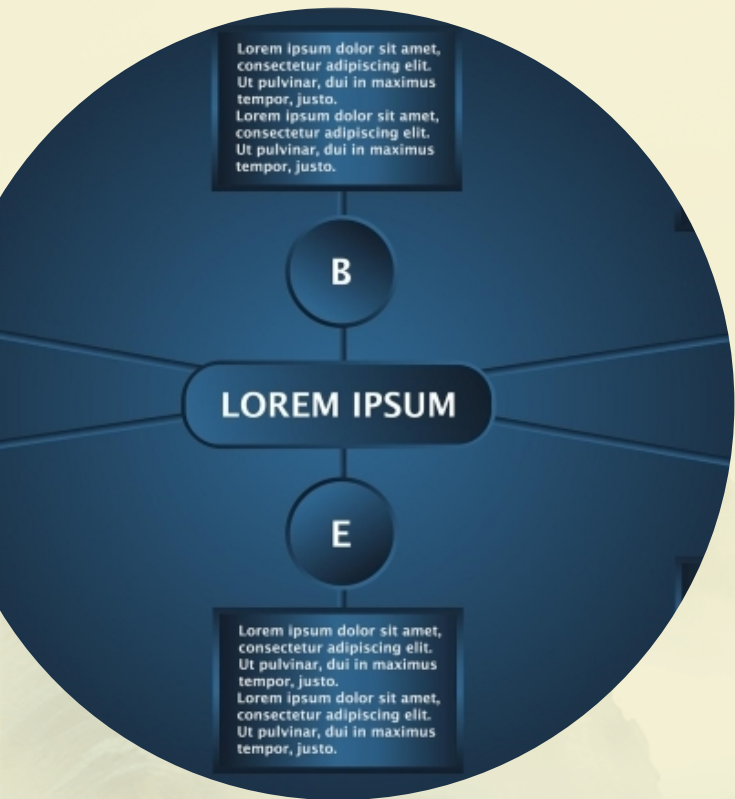 Lorem ipsum dolor sit amet,
consectetur adipiscing elit.
Ut pulvinar, dui in maximus
tempor, justo.
Lorem ipsum dolor sit amet,
consectetur adipiscing elit.
Ut pulvinar, dui in maximus
tempor, justo.
B
LOREM IPSUM
E
Lorem ipsum dolor sit amet,
consectetur adipiscing elit.
Ut pulvinar, dui in maximus
tempor, justo.
Lorem ipsum dolor sit amet,
consectetur adipiscing elit.
Ut pulvinar, dui in maximus
tempor, justo.